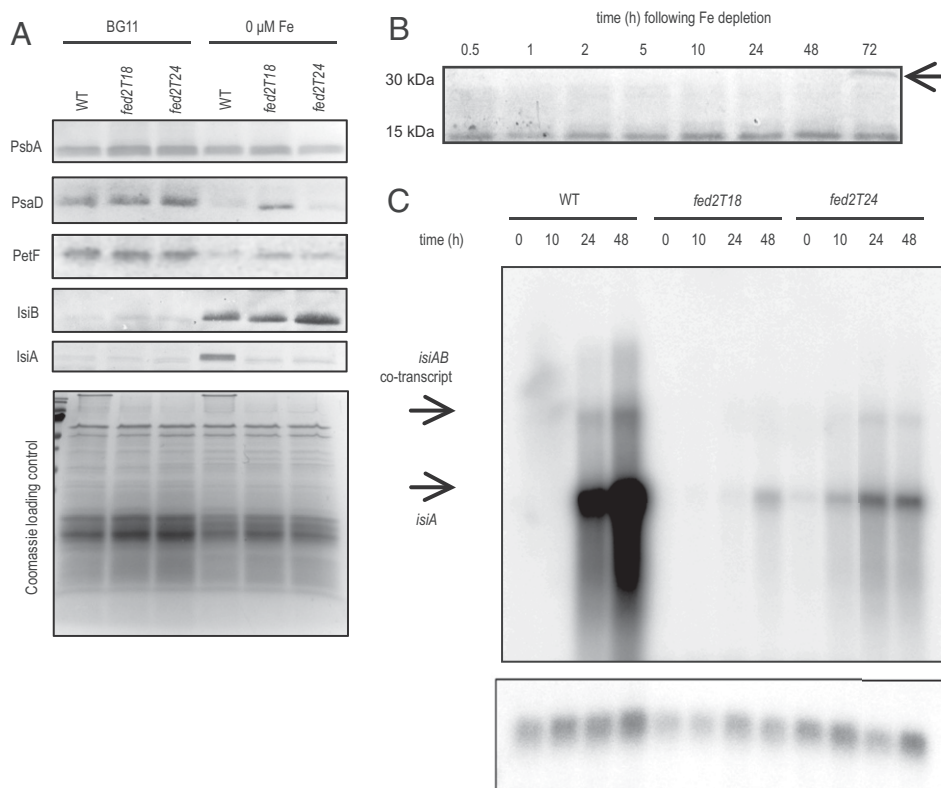 A
BG11
0 µM Fe
WT
fed2T18
fed2T24
WT
fed2T18
fed2T24
PsbA
PsaD
PetF
IsiB
IsiA
Coomassie loading control
B
time (h) following Fe depletion
0.5 1 2 5 10 24 48 72
30 kDa
15 kDa
C
WT fed2T18 fed2T24
time (h) 0 10 24 48 0 10 24 48 0 10 24 48
isiAB
co-transcript
isiA